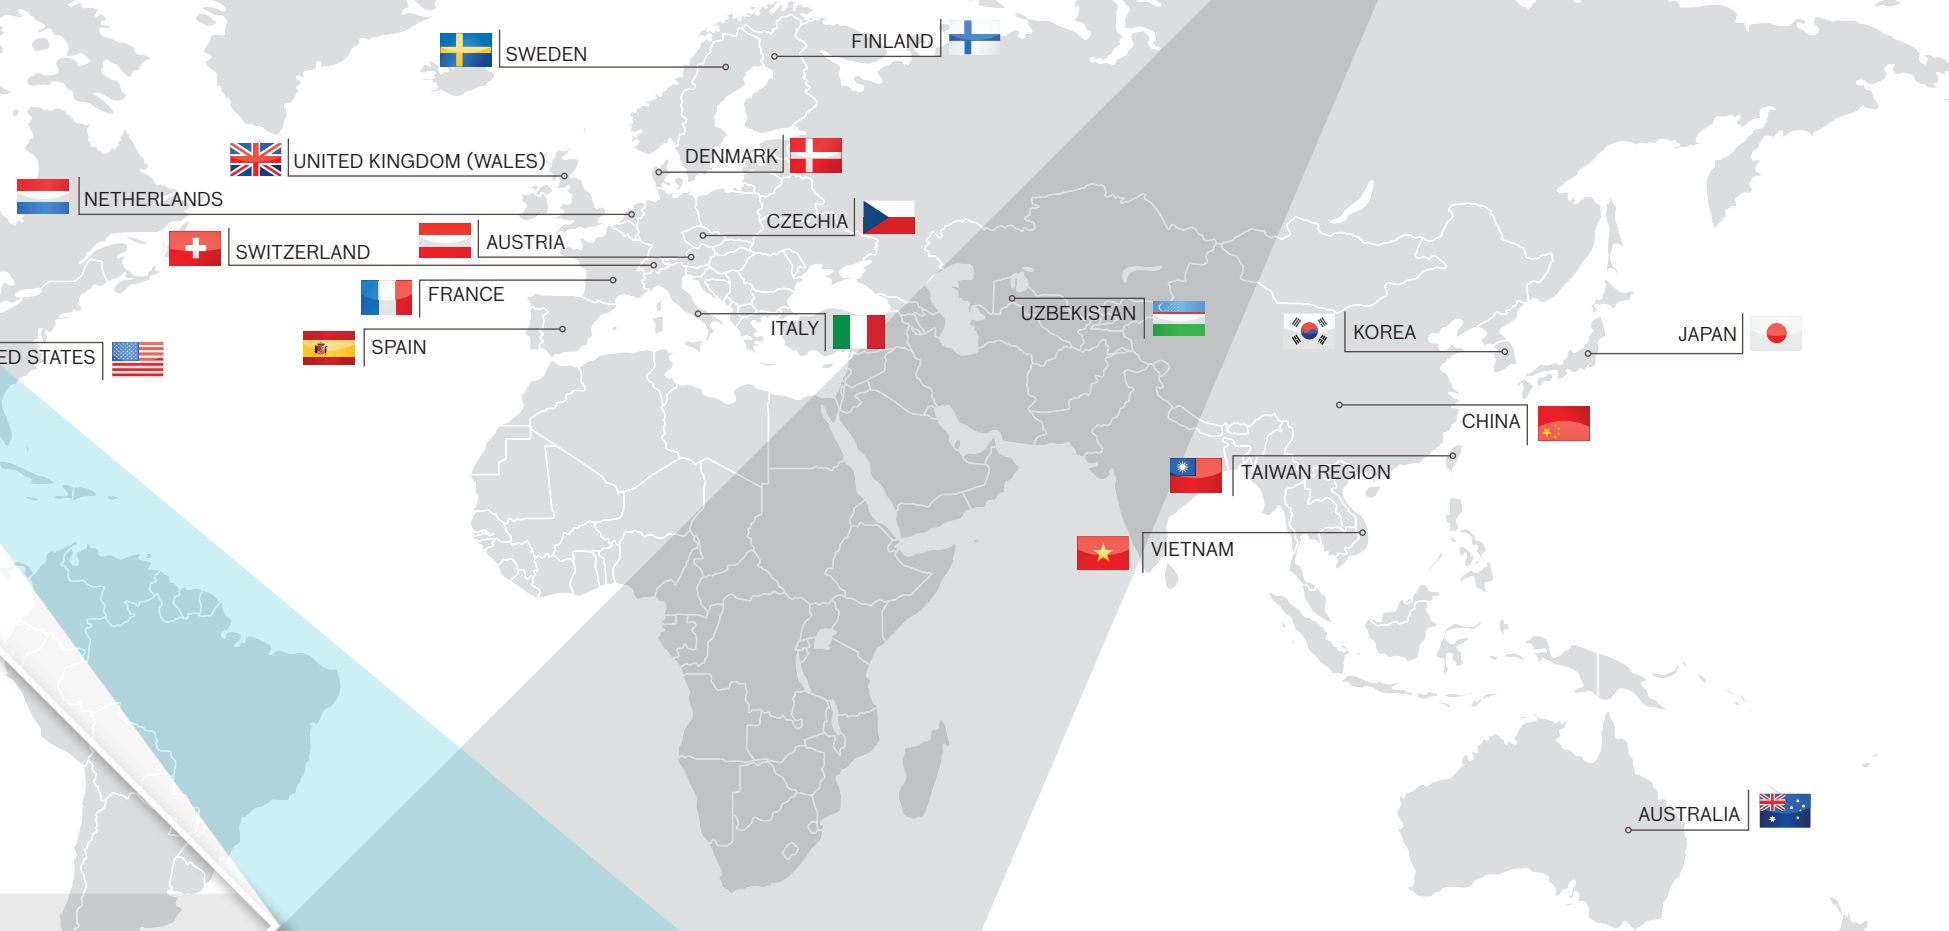 SWEDEN
FINLAND
UNITED KINGDOM (WALES)
DENMARK
NETHERLANDS
CZECHIA
AUSTRIA
SWITZERLAND
FRANCE
UZBEKISTAN
ITALY
KOREA
JAPAN
SPAIN
ED STATES
CHINA
TAIWAN REGION
VIETNAM
AUSTRALIA